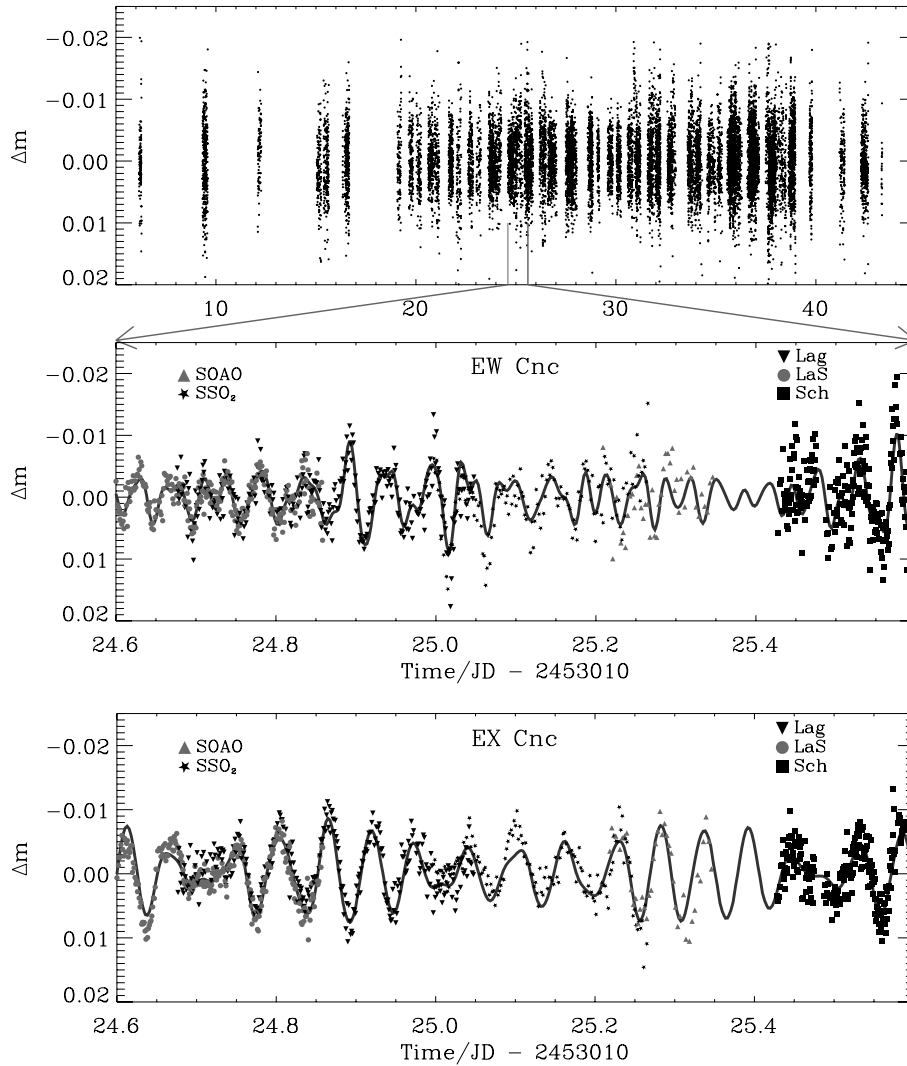 -0.02
-0.01
Δm
0.00
0.01
0.02
10 20 30 40
EW Cnc
▲ SOAO ▼ Lag
★ SSO₂ ● LaS
■ Sch
-0.02
-0.01
Δm
0.00
0.01
0.02
24.6 24.8 25.0 25.2 25.4
Time/JD - 2453010
EX Cnc
▲ SOAO ▼ Lag
★ SSO₂ ● LaS
■ Sch
-0.02
-0.01
Δm
0.00
0.01
0.02
24.6 24.8 25.0 25.2 25.4
Time/JD - 2453010